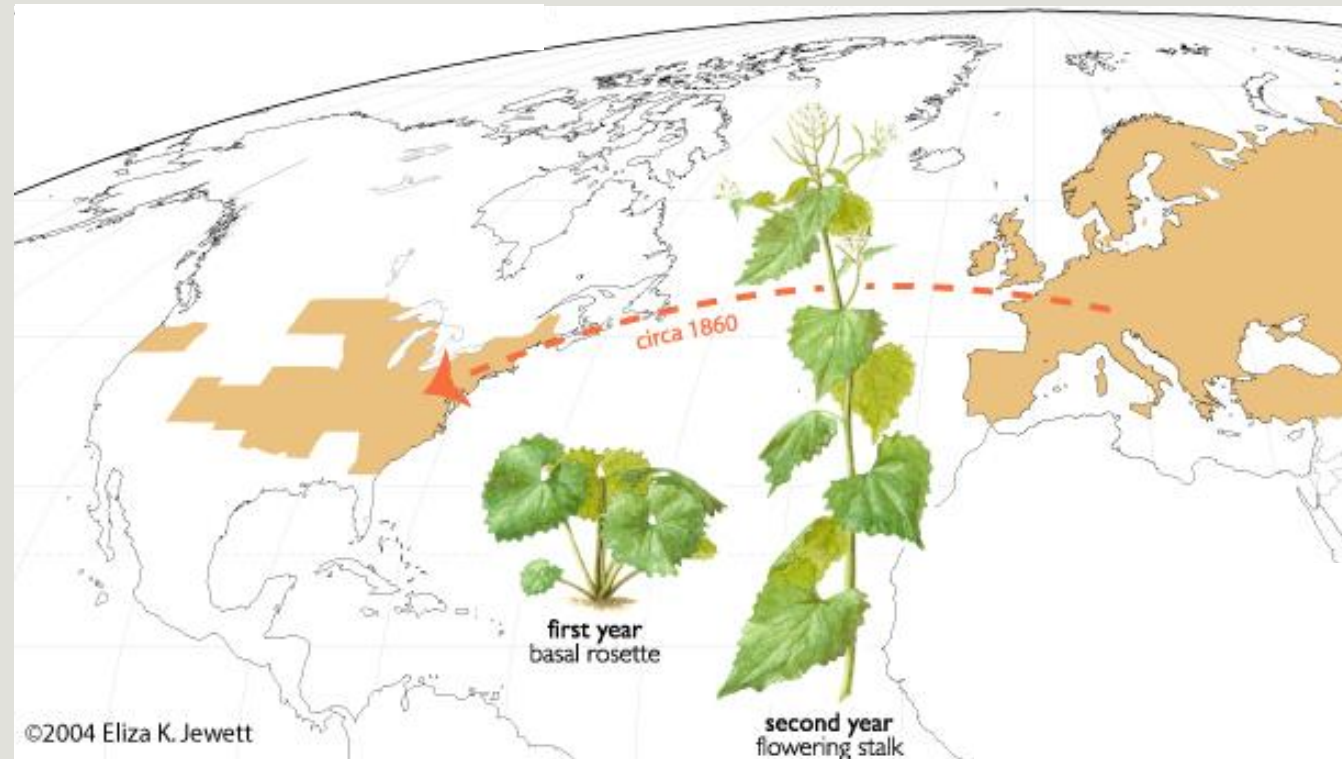 circa 1860
first year
basal rosette
second year
flowering stalk
©2004 Eliza K. Jewett